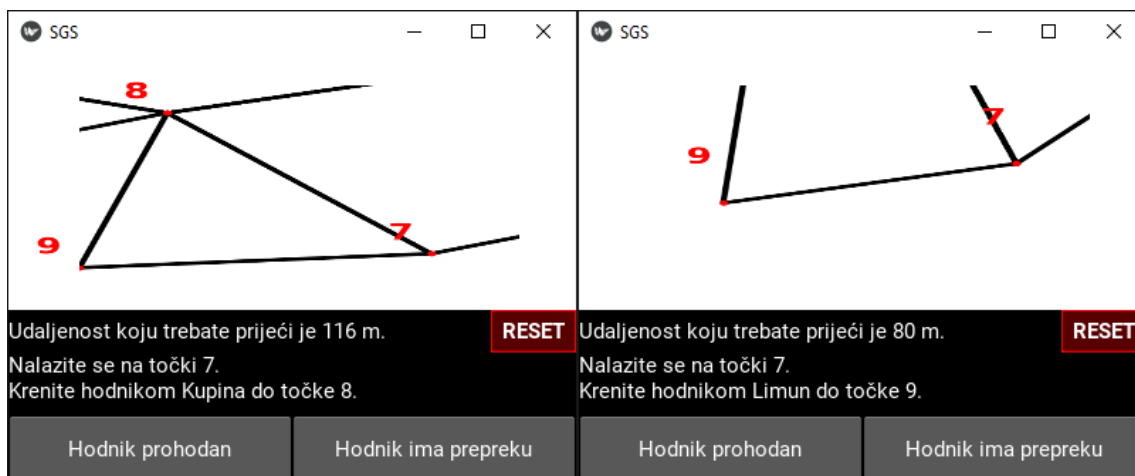 SGS
8
7
9
Udaljenost koju trebate prijeći je 116 m.
RESET
Nalazite se na točki 7.
Krenite hodnikom Kupina do točke 8.
Hodnik prohodan
Hodnik ima prepreku
SGS
7
9
Udaljenost koju trebate prijeći je 80 m.
RESET
Nalazite se na točki 7.
Krenite hodnikom Limun do točke 9.
Hodnik prohodan
Hodnik ima prepreku